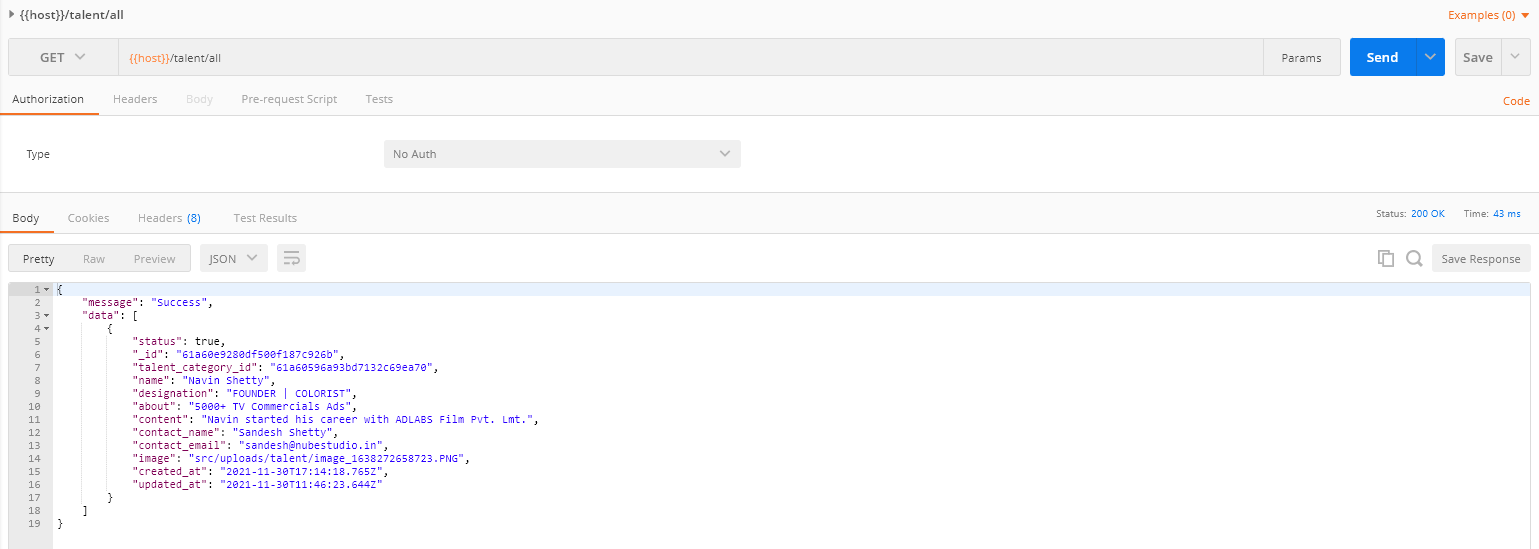 {{host}}/talent/all
Examples (0)
GET {{host}}/talent/all Params Send Save
Authorization Headers Body Pre-request Script Tests Code
Type No Auth
Body Cookies Headers (8) Test Results Status: 200 OK Time: 43 ms
Pretty Raw Preview JSON Save Response
1 {
2 "message": "Success",
3 "data": [
4 {
5 "status": true,
6 "_id": "61a60e9280df500f187c926b",
7 "talent_category_id": "61a60596a93bd7132c69ea70",
8 "name": "Navin Shetty",
9 "designation": "FOUNDER | COLORIST",
10 "about": "5000+ TV Commercials Ads",
11 "content": "Navin started his career with ADLABS Film Pvt. Lmt.",
12 "contact_name": "Sandesh Shetty",
13 "contact_email": "sandesh@nubestudio.in",
14 "image": "src/uploads/talent/image_1638272658723.PNG",
15 "created_at": "2021-11-30T17:14:18.765Z",
16 "updated_at": "2021-11-30T11:46:23.644Z"
17 }
18 ]
19 }